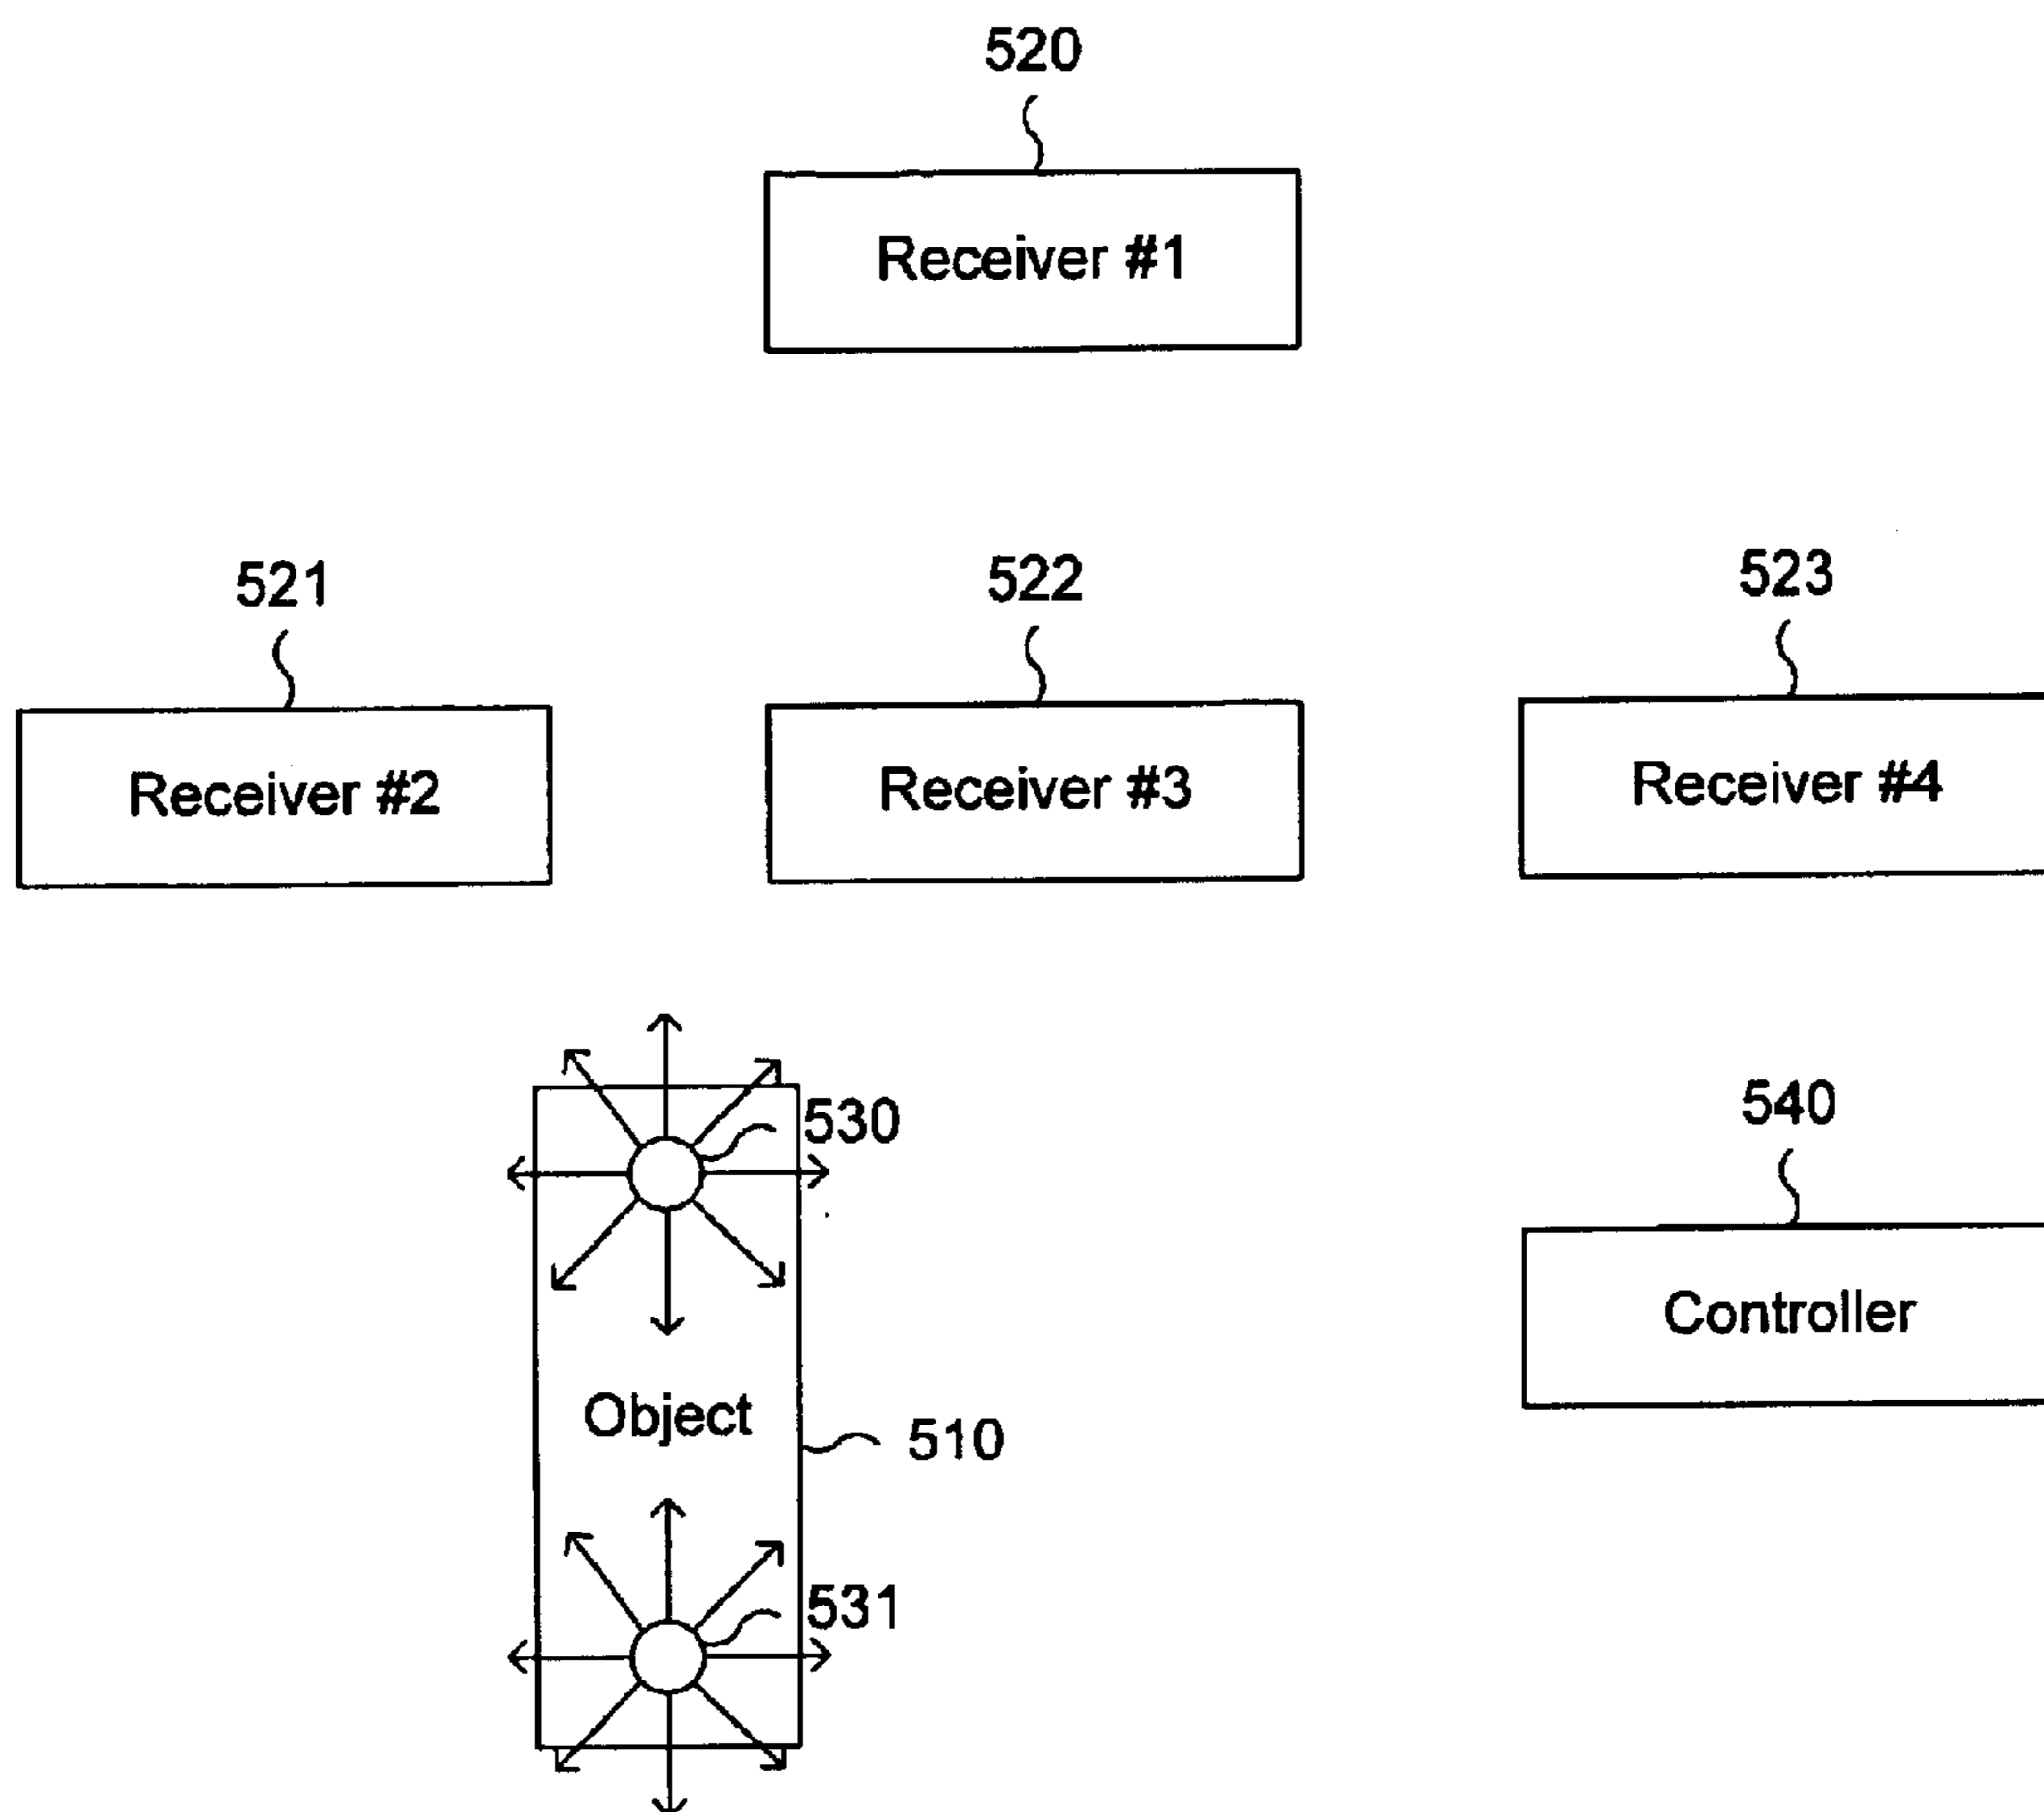 520
Receiver #1
521
522
523
Receiver #2
Receiver #3
Receiver #4
530
540
Controller
Object
510
531